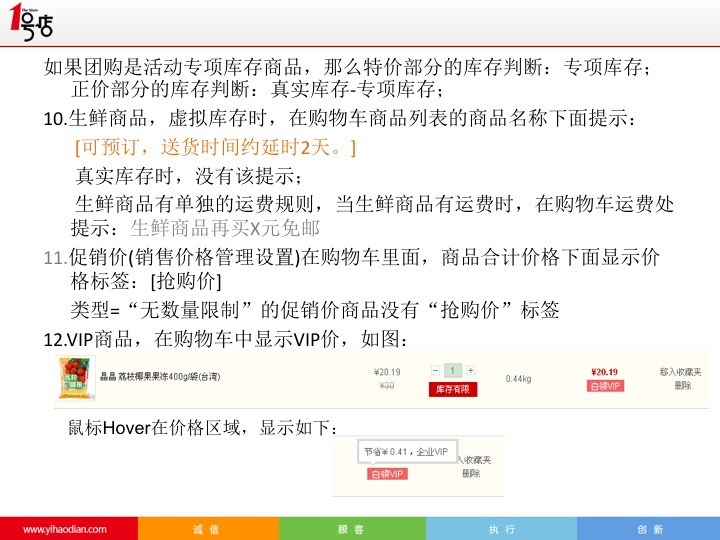 The Store
1号店
如果团购是活动专项库存商品，那么特价部分的库存判断：专项库存；
正价部分的库存判断：真实库存-专项库存；
10.生鲜商品，虚拟库存时，在购物车商品列表的商品名称下面提示：
[可预订，送货时间约延时2天。]
真实库存时，没有该提示；
生鲜商品有单独的运费规则，当生鲜商品有运费时，在购物车运费处
提示：生鲜商品再买X元免邮
11.促销价(销售价格管理设置)在购物车里面，商品合计价格下面显示价
格标签：[抢购价]
类型=“无数量限制”的促销价商品没有“抢购价”标签
12.VIP商品，在购物车中显示VIP价，如图：
晶晶 荔枝椰果果冻400g/袋(台湾)
¥20.19
¥30
1
库存有限
0.44kg
¥20.19
白领VIP
移入收藏夹
删除
鼠标Hover在价格区域，显示如下：
节省¥ 0.41，企业VIP
白领VIP
入收藏夹
删除
www.yihaodian.com 诚 信 顾 客 执 行 创 新